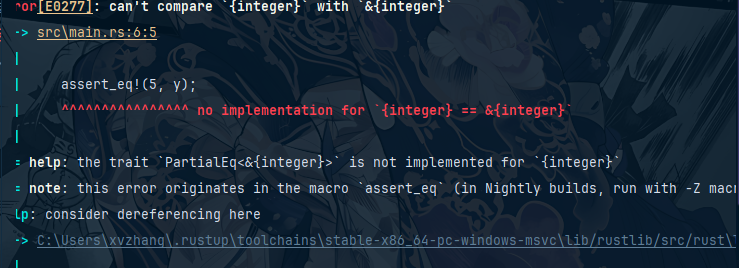 ror[E0277]: can't compare `{integer}` with `&{integer}`
-> src\main.rs:6:5
|
| assert_eq!(5, y);
| ^^^^^^^^^^^^^^^^ no implementation for `{integer} == &{integer}`
|
= help: the trait `PartialEq<&{integer}>` is not implemented for `{integer}`
= note: this error originates in the macro `assert_eq` (in Nightly builds, run with -Z macr
lp: consider dereferencing here
-> C:\Users\xvzhang\.rustup\toolchains\stable-x86_64-pc-windows-msvc\lib/rustlib/src/rust\l
|